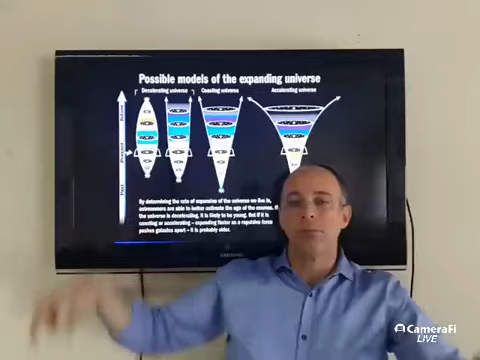 Possible models of the expanding universe
Decelerating universe
Coasting universe
Accelerating universe
Future
Present
Past
By determining the rate of expansion of the universe we live in,
astronomers are able to better estimate the age of the cosmos. If
the universe is decelerating, it is likely to be young. But if it is
coasting or accelerating – expanding faster as a repulsive force
pushes galaxies apart – it is probably older.
SAMSUNG
CameraFi
LIVE